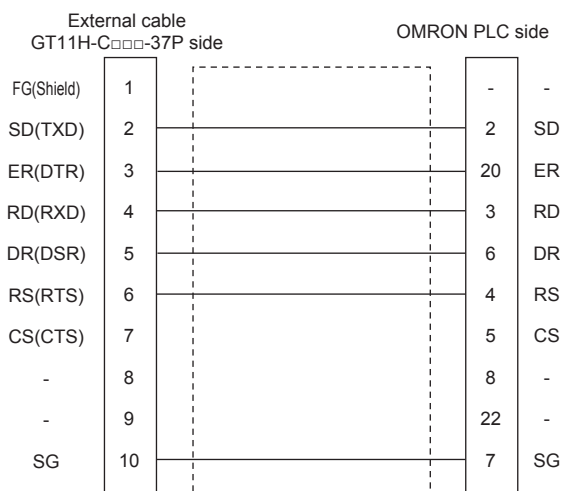 External cable
GT11H-C□□□-37P side
OMRON PLC side
FG(Shield) 1 - -
SD(TXD) 2 2 SD
ER(DTR) 3 20 ER
RD(RXD) 4 3 RD
DR(DSR) 5 6 DR
RS(RTS) 6 4 RS
CS(CTS) 7 5 CS
- 8 8 -
- 9 22 -
SG 10 7 SG